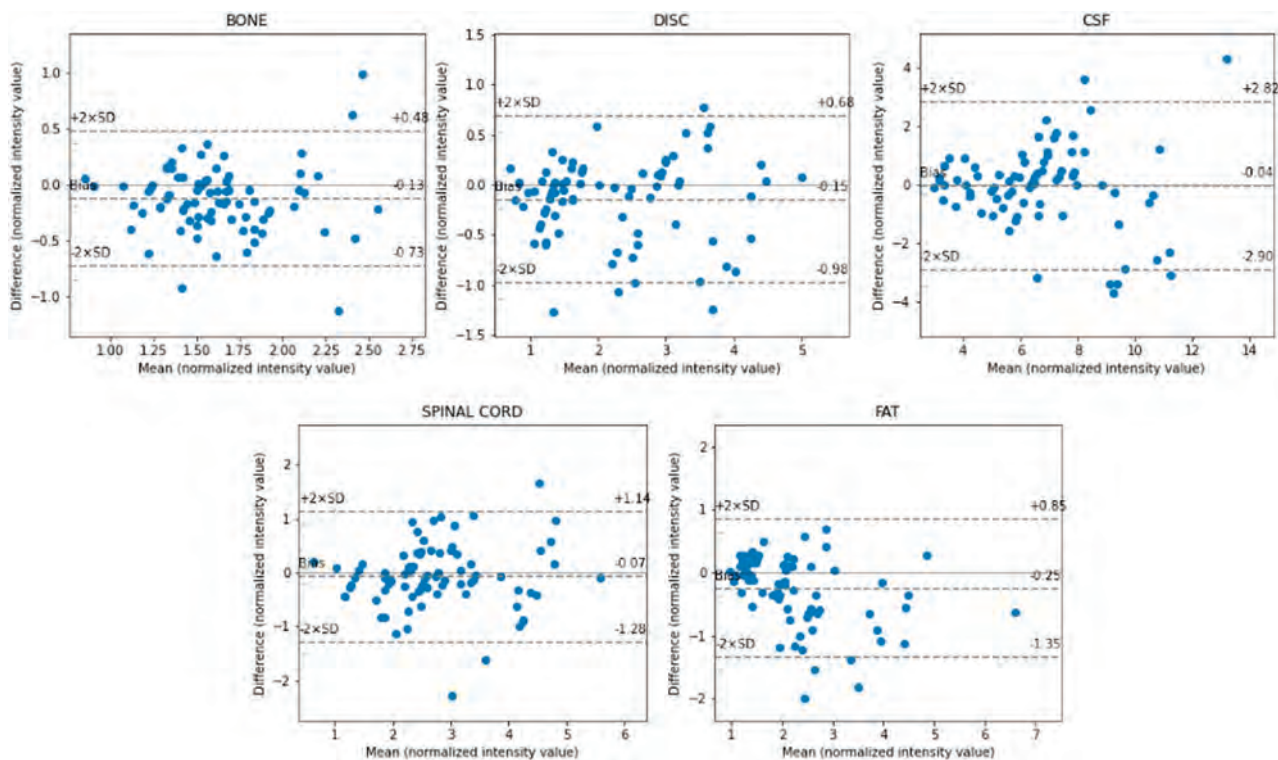 BONE
Difference (normalized intensity value)
1.0
0.5
0.0
−0.5
−1.0
+2×SD
+0.48
Bias
-0.13
-2×SD
-0.73
1.00 1.25 1.50 1.75 2.00 2.25 2.50 2.75
Mean (normalized intensity value)
DISC
Difference (normalized intensity value)
1.5
1.0
0.5
0.0
−0.5
−1.0
−1.5
+2×SD
+0.68
Bias
-0.15
-2×SD
-0.98
1 2 3 4 5
Mean (normalized intensity value)
CSF
Difference (normalized intensity value)
4
2
0
−2
−4
+2×SD
+2.82
Bias
-0.04
-2×SD
-2.90
4 6 8 10 12 14
Mean (normalized intensity value)
SPINAL CORD
Difference (normalized intensity value)
2
1
0
−1
−2
+2×SD
+1.14
Bias
-0.07
-2×SD
-1.28
1 2 3 4 5 6
Mean (normalized intensity value)
FAT
Difference (normalized intensity value)
2
1
0
−1
−2
+2×SD
+0.85
Bias
-0.25
-2×SD
-1.35
1 2 3 4 5 6 7
Mean (normalized intensity value)